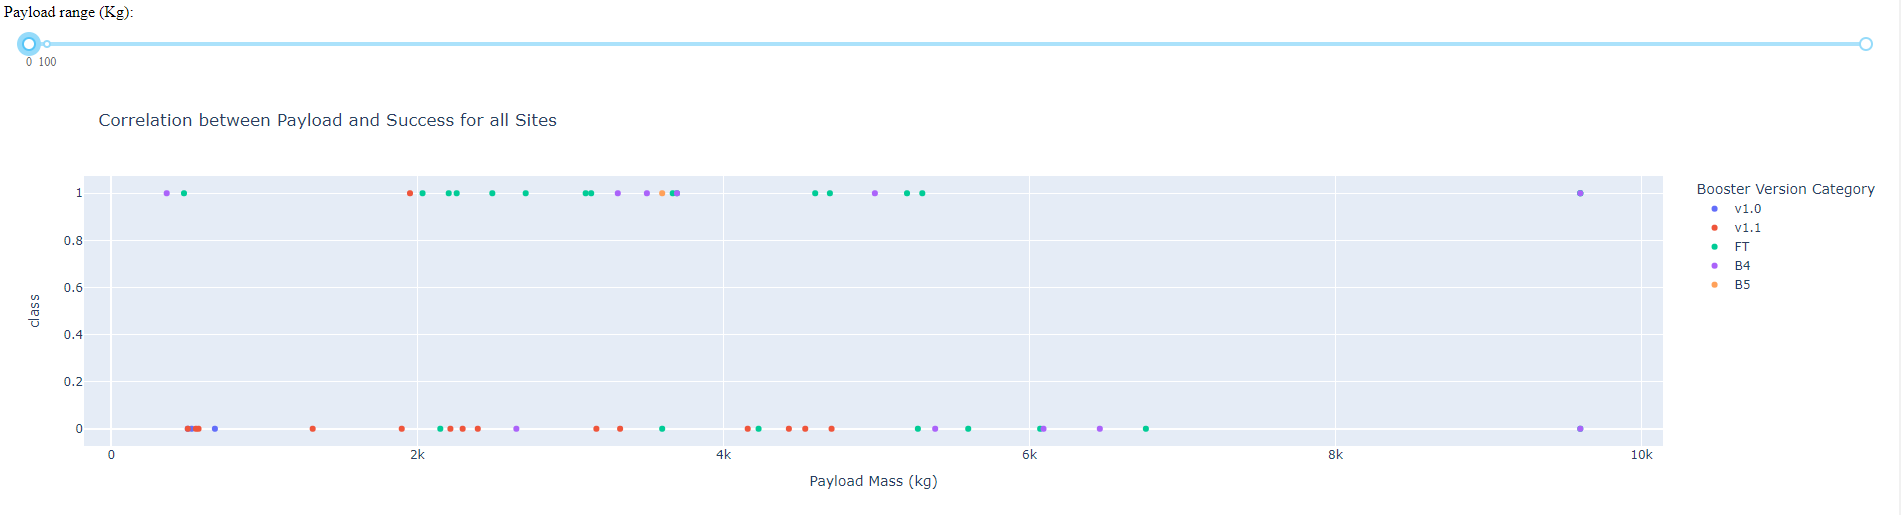 Payload range (Kg):
0 100
Correlation between Payload and Success for all Sites
1
0.8
0.6
0.4
0.2
0
class
0 2k 4k 6k 8k 10k
Payload Mass (kg)
Booster Version Category
v1.0
v1.1
FT
B4
B5